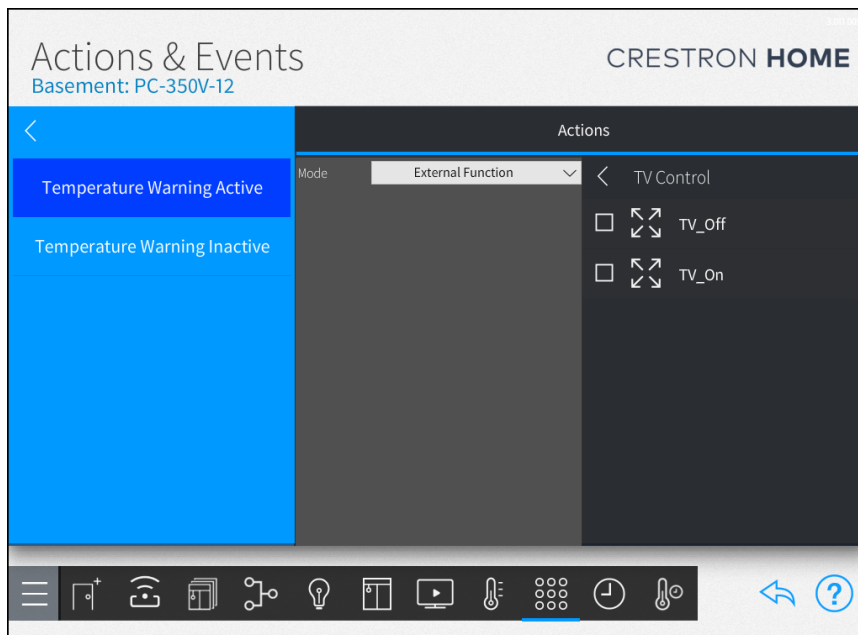 Actions & Events
Basement: PC-350V-12
CRESTRON HOME
Actions
Temperature Warning Active
Temperature Warning Inactive
Mode
External Function
TV Control
TV_Off
TV_On
?